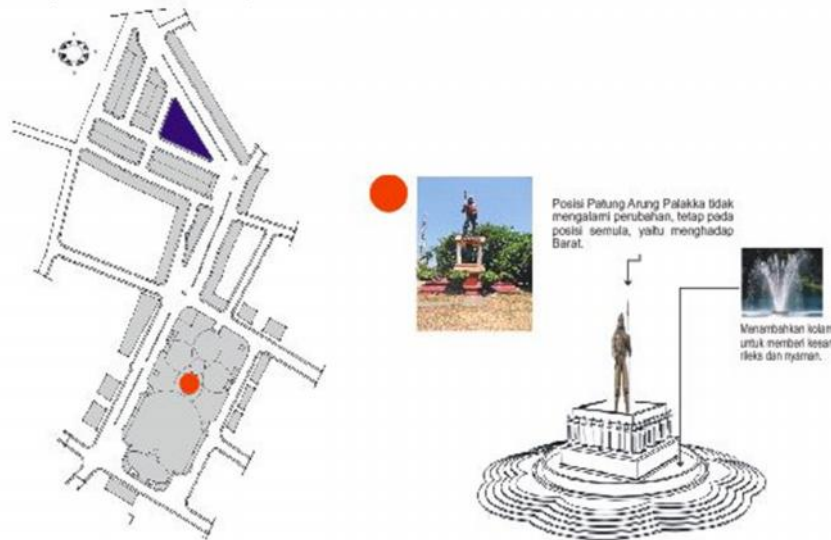 Posisi Patung Arung Palakka tidak
mengalami perubahan, tetap pada
posisi semula, yaitu menghadap
Barat.
Menambahkan kolam
untuk memberi kesan
rileks dan nyaman.